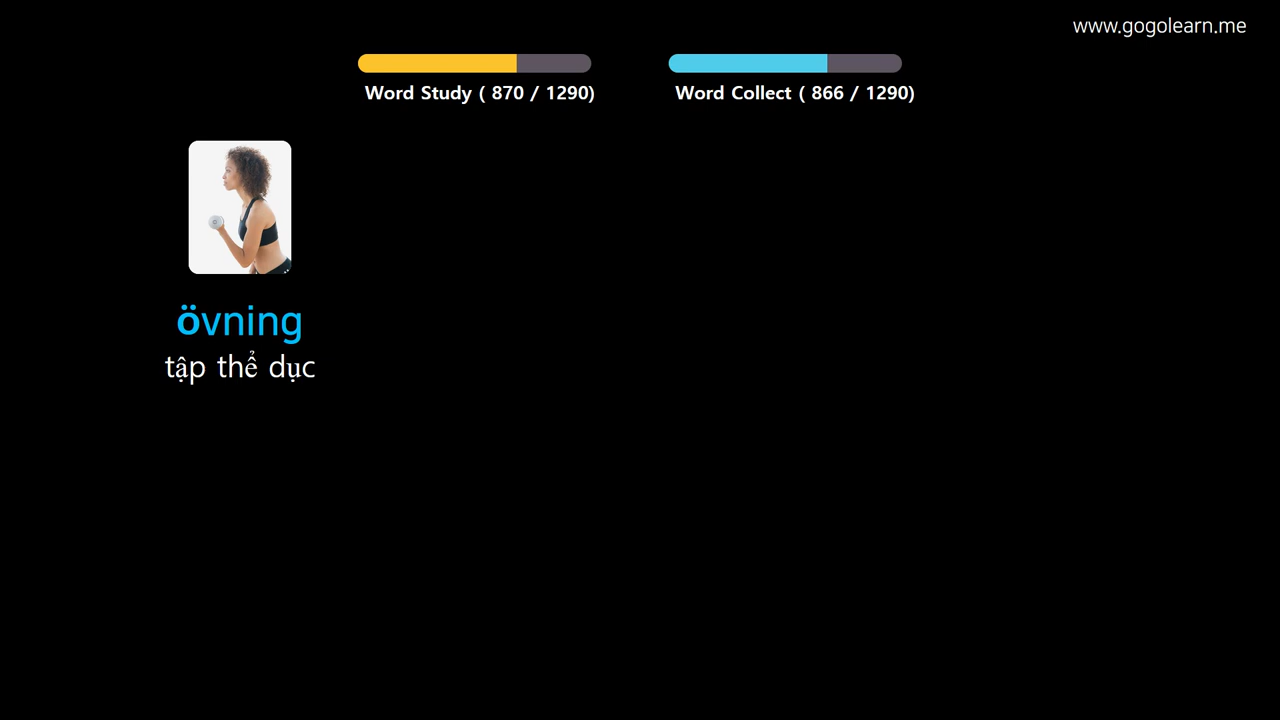 www.gogolearn.me
Word Study ( 870 / 1290)
Word Collect ( 866 / 1290)
övning
tập thể dục